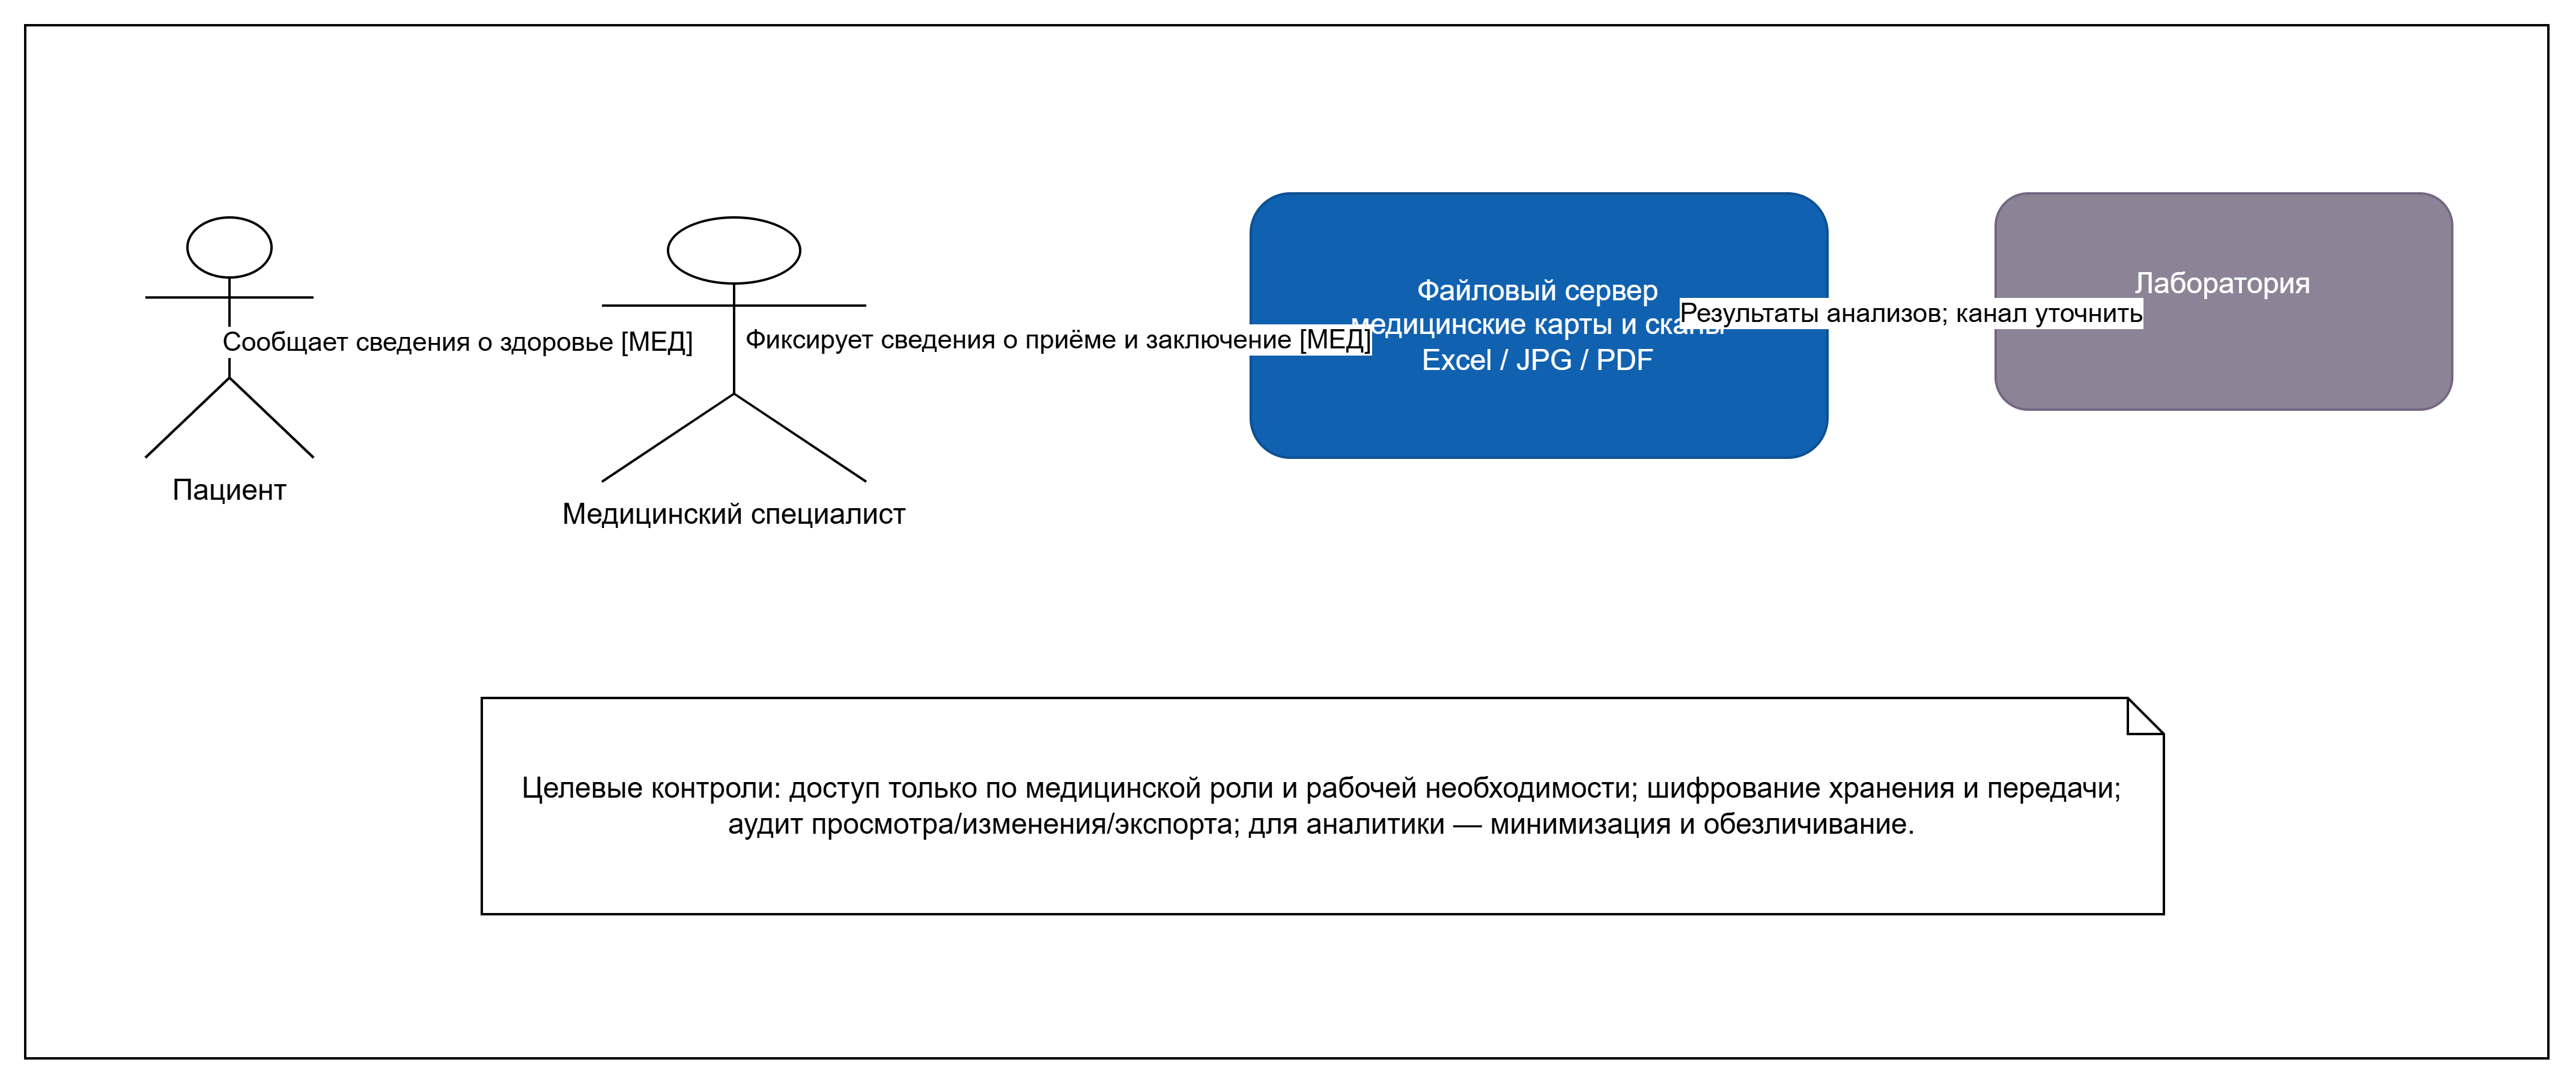 Сообщает сведения о здоровье [МЕД]
Пациент
Фиксирует сведения о приёме и заключение [МЕД]
Медицинский специалист
Файловый сервер
медицинские карты и сканы
Excel / JPG / PDF
Результаты анализов; канал уточнить
Лаборатория
Целевые контроли: доступ только по медицинской роли и рабочей необходимости; шифрование хранения и передачи;
аудит просмотра/изменения/экспорта; для аналитики — минимизация и обезличивание.